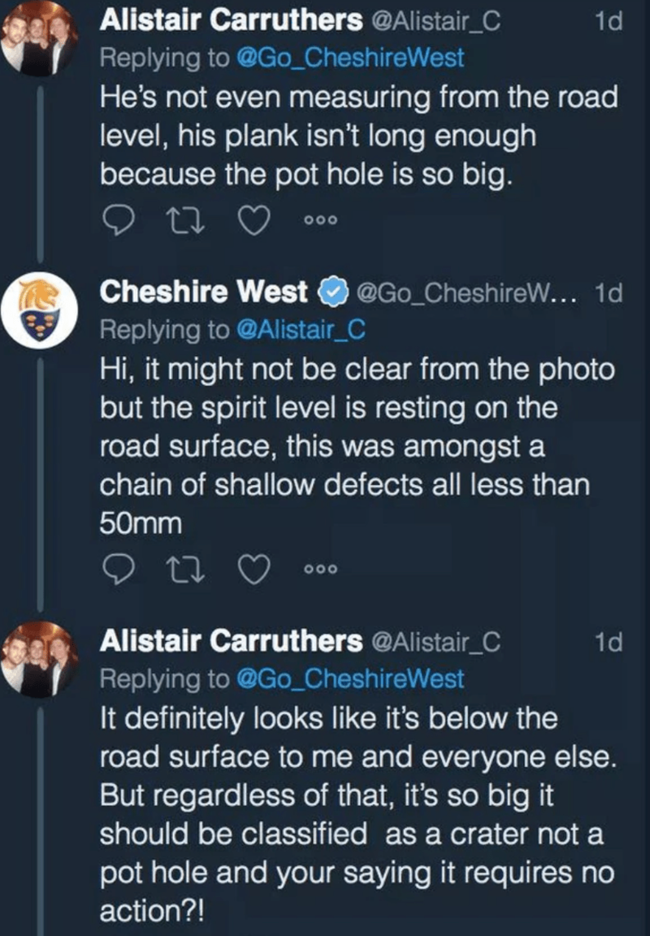 Alistair Carruthers @Alistair_C 1d
Replying to @Go_CheshireWest
He's not even measuring from the road
level, his plank isn't long enough
because the pot hole is so big.
Cheshire West @Go_CheshireW... 1d
Replying to @Alistair_C
Hi, it might not be clear from the photo
but the spirit level is resting on the
road surface, this was amongst a
chain of shallow defects all less than
50mm
Alistair Carruthers @Alistair_C 1d
Replying to @Go_CheshireWest
It definitely looks like it's below the
road surface to me and everyone else.
But regardless of that, it's so big it
should be classified  as a crater not a
pot hole and your saying it requires no
action?!